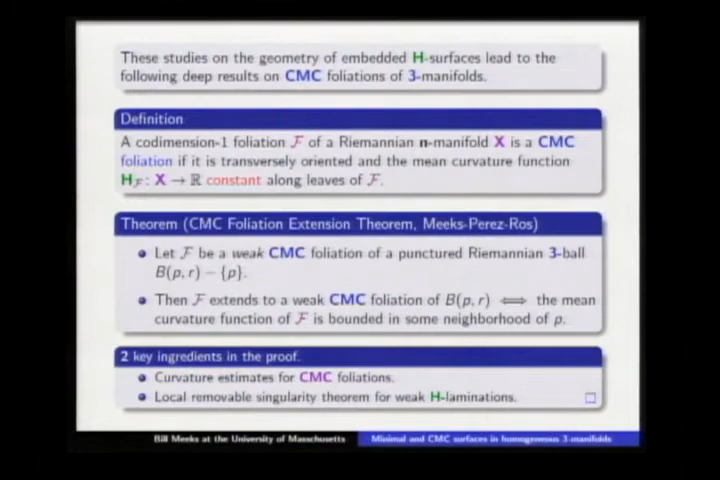 These studies on the geometry of embedded H-surfaces lead to the
following deep results on CMC foliations of 3-manifolds.
Definition
A codimension-1 foliation ℱ of a Riemannian n-manifold X is a CMC
foliation if it is transversely oriented and the mean curvature function
H_ℱ : X → ℝ constant along leaves of ℱ.
Theorem (CMC Foliation Extension Theorem, Meeks-Perez-Ros)
Let ℱ be a weak CMC foliation of a punctured Riemannian 3-ball
B(p, r) − {p}.
Then ℱ extends to a weak CMC foliation of B(p, r) ⟺ the mean
curvature function of ℱ is bounded in some neighborhood of p.
2 key ingredients in the proof.
Curvature estimates for CMC foliations.
Local removable singularity theorem for weak H-laminations. □
Bill Meeks at the University of Massachusetts Minimal and CMC surfaces in homogeneous 3-manifolds